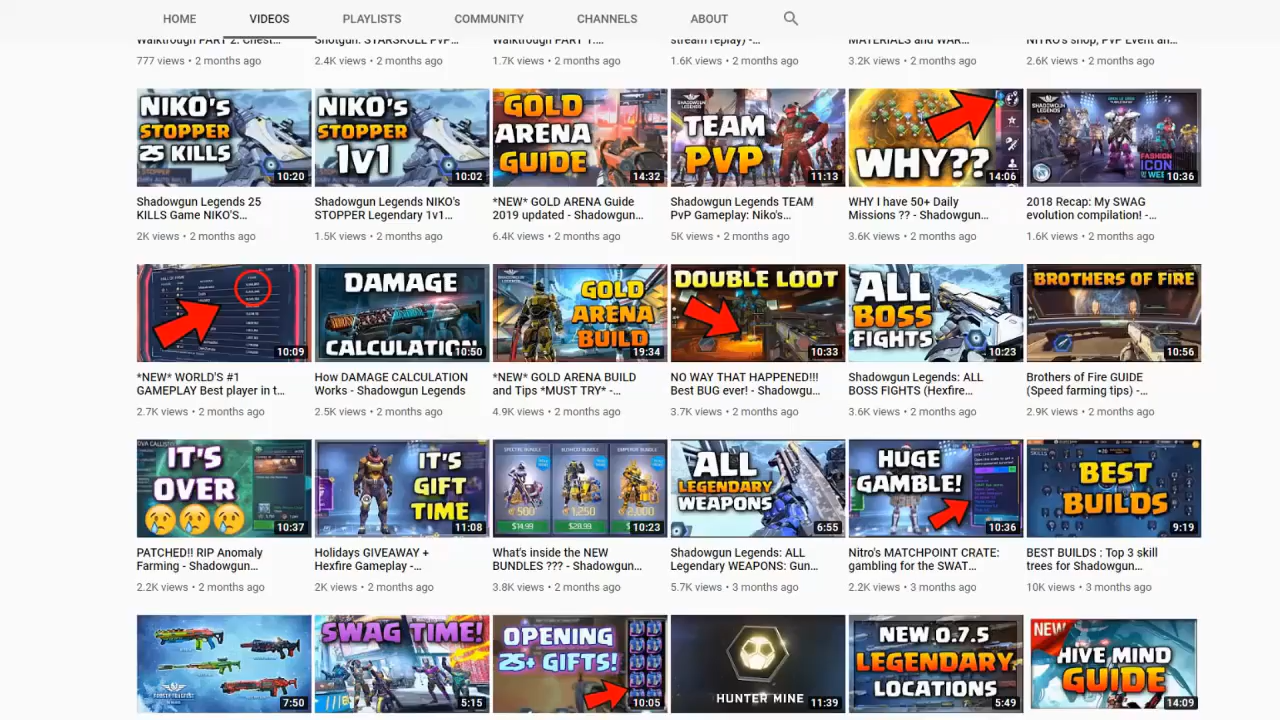 HOME VIDEOS PLAYLISTS COMMUNITY CHANNELS ABOUT
777 views • 2 months ago
2.4K views • 2 months ago
1.7K views • 2 months ago
1.6K views • 2 months ago
3.2K views • 2 months ago
2.6K views • 2 months ago
NIKO's
STOPPER
25 KILLS
10:20
NIKO's
STOPPER
1v1
10:02
GOLD
ARENA
GUIDE
14:32
SHADOWGUN
LEGENDS
TEAM
PVP
11:13
WHY??
14:06
SHADOWGUN
LEGENDS
FASHION
ICON
10:36
Shadowgun Legends 25
KILLS Game NIKO'S...
2K views • 2 months ago
Shadowgun Legends NIKO's
STOPPER Legendary 1v1...
1.5K views • 2 months ago
*NEW* GOLD ARENA Guide
2019 updated - Shadowgun...
6.4K views • 2 months ago
Shadowgun Legends TEAM
PvP Gameplay: Niko's...
5K views • 2 months ago
WHY I have 50+ Daily
Missions ?? - Shadowgun...
3.6K views • 2 months ago
2018 Recap: My SWAG
evolution compilation! -...
1.6K views • 2 months ago
10:09
DAMAGE
CALCULATION
10:50
GOLD
ARENA
BUILD
19:34
DOUBLE LOOT
10:33
ALL
BOSS
FIGHTS
10:23
BROTHERS OF FIRE
10:56
*NEW* WORLD'S #1
GAMEPLAY Best player in t...
2.7K views • 2 months ago
How DAMAGE CALCULATION
Works - Shadowgun Legends
2.5K views • 2 months ago
*NEW* GOLD ARENA BUILD
and Tips *MUST TRY* -...
4.9K views • 2 months ago
NO WAY THAT HAPPENED!!!
Best BUG ever! - Shadowgu...
3.7K views • 2 months ago
Shadowgun Legends: ALL
BOSS FIGHTS (Hexfire...
3.6K views • 2 months ago
Brothers of Fire GUIDE
(Speed farming tips) -...
2.9K views • 2 months ago
IT'S
OVER
10:37
IT'S
GIFT
TIME
11:08
500
1,250
2,000
$14.99
$28.99
10:23
ALL
LEGENDARY
WEAPONS
6:55
HUGE
GAMBLE!
10:36
BEST
BUILDS
9:19
PATCHED!! RIP Anomaly
Farming - Shadowgun...
2.2K views • 2 months ago
Holidays GIVEAWAY +
Hexfire Gameplay -...
2K views • 2 months ago
What's inside the NEW
BUNDLES ??? - Shadowgun...
3.8K views • 2 months ago
Shadowgun Legends: ALL
Legendary WEAPONS: Gun...
5.7K views • 3 months ago
Nitro's MATCHPOINT CRATE:
gambling for the SWAT...
2.2K views • 3 months ago
BEST BUILDS : Top 3 skill
trees for Shadowgun...
10K views • 3 months ago
7:50
SWAG TIME!
5:15
OPENING
25+ GIFTS!
10:05
HUNTER MINE
11:39
NEW 0.7.5
LEGENDARY
LOCATIONS
5:49
NEW
HIVE MIND
GUIDE
14:09